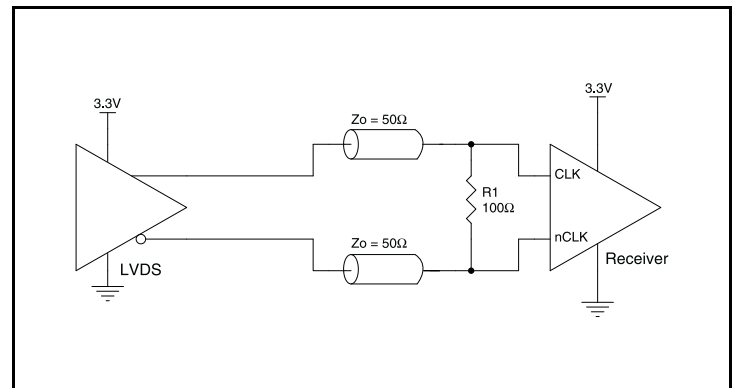 3.3V
3.3V
Zo = 50Ω
CLK
R1
100Ω
nCLK
Zo = 50Ω
LVDS
Receiver